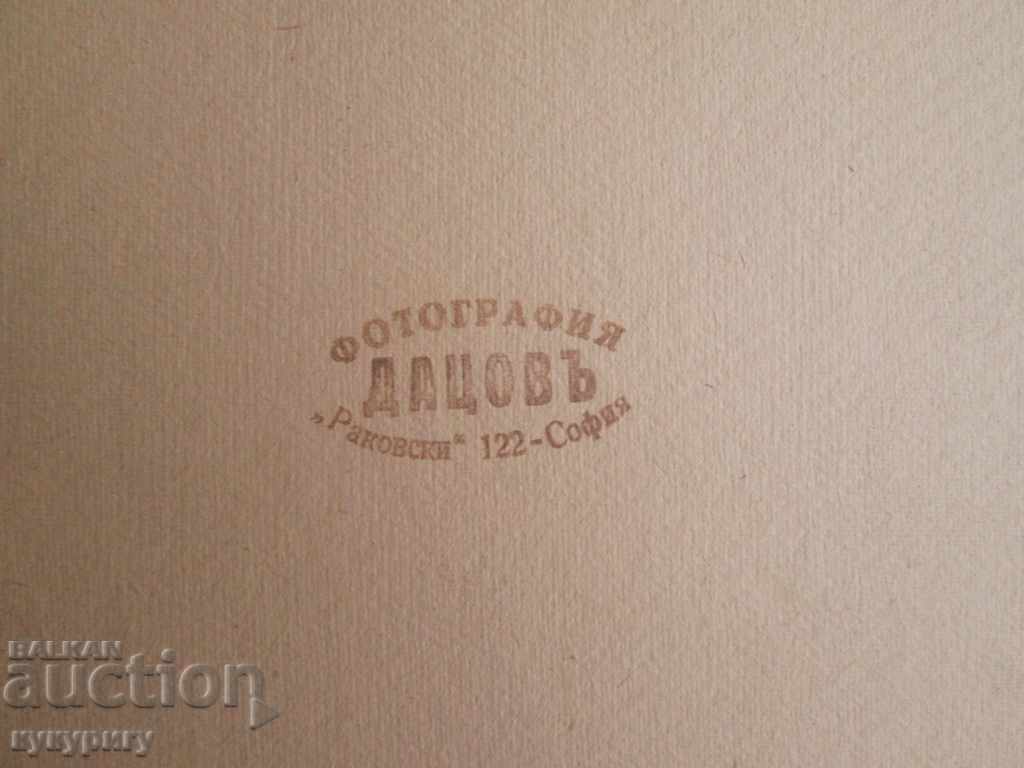 ФОТОГРАФИЯ
ДАЦОВЪ
„Раковски“ 122-София
BALKAN
auction
кукуригу